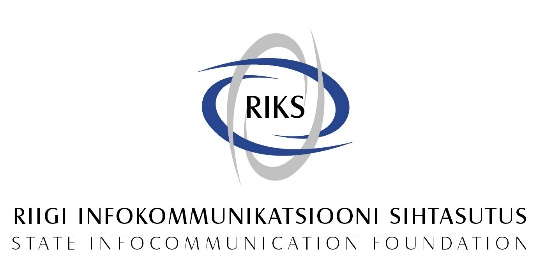 RIKS
RIIGI INFOKOMMUNIKATSIOONI SIHTASUTUS
STATE INFOCOMMUNICATION FOUNDATION